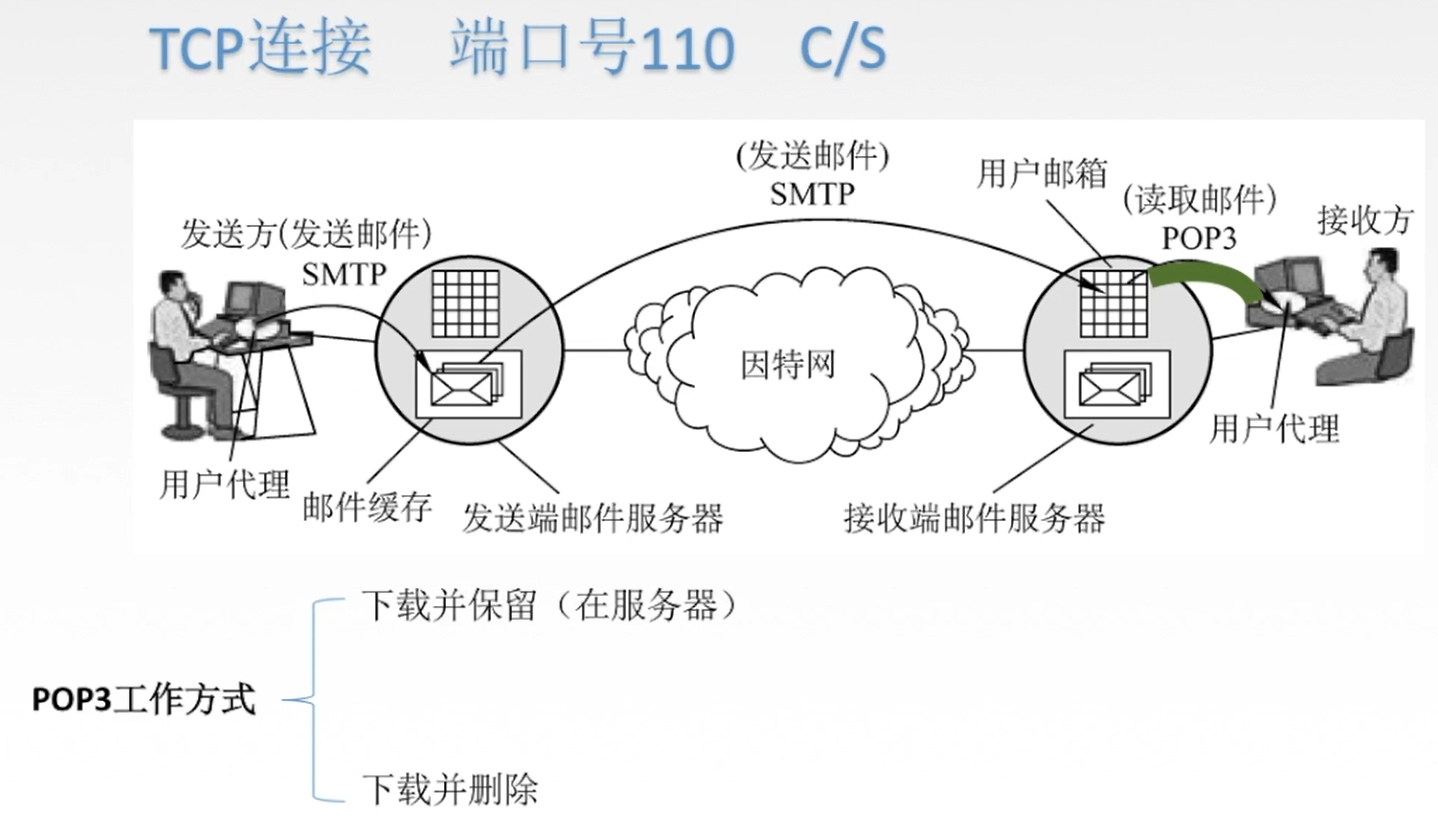 TCP连接 端口号110 C/S
(发送邮件)
SMTP
用户邮箱
(读取邮件)
POP3
接收方
发送方(发送邮件)
SMTP
因特网
用户代理
用户代理
邮件缓存
发送端邮件服务器
接收端邮件服务器
下载并保留（在服务器）
POP3工作方式
下载并删除